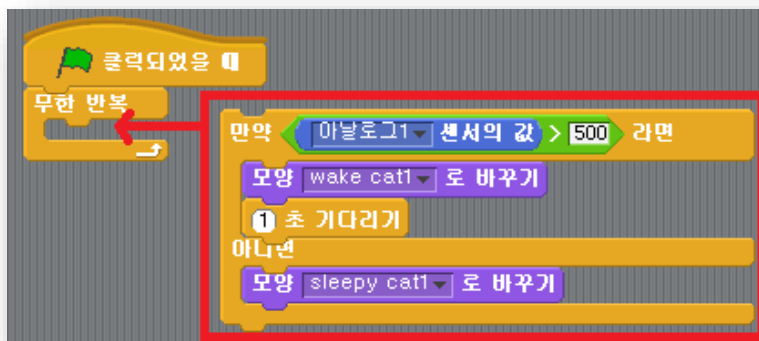 클릭되었을 때
무한 반복
만약 아날로그1 센서의 값 > 500 라면
모양 wake cat1 로 바꾸기
1 초 기다리기
아니면
모양 sleepy cat1 로 바꾸기